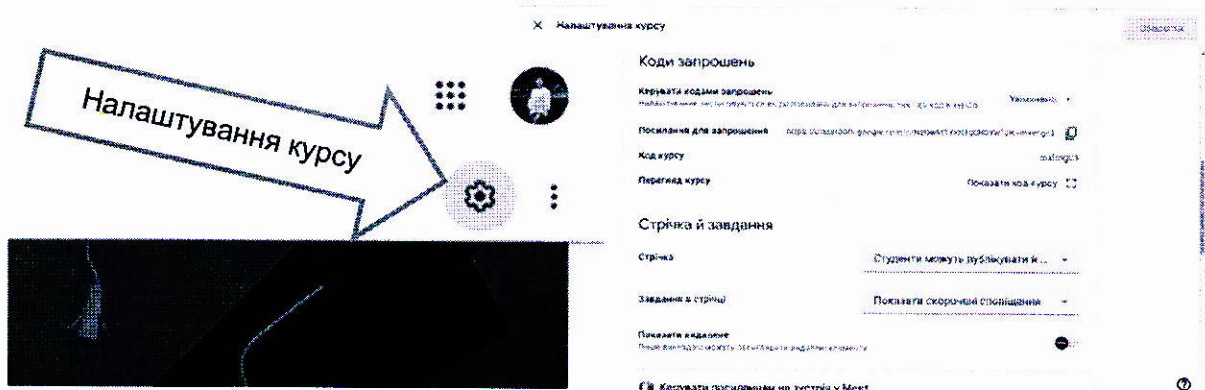 Налаштування курсу
Налаштування курсу
Коди запрошень
Керувати кодами запрошень
Увімкнено
Посилання для запрошення
Код курсу
Перегляд курсу
Показати код курсу
Стрічка й завдання
Стрічка
Студенти можуть публікувати й ...
Завдання в стрічці
Показати скорочені сповіщення
Показати видалене
Керувати посиланням на зустріч у Meet